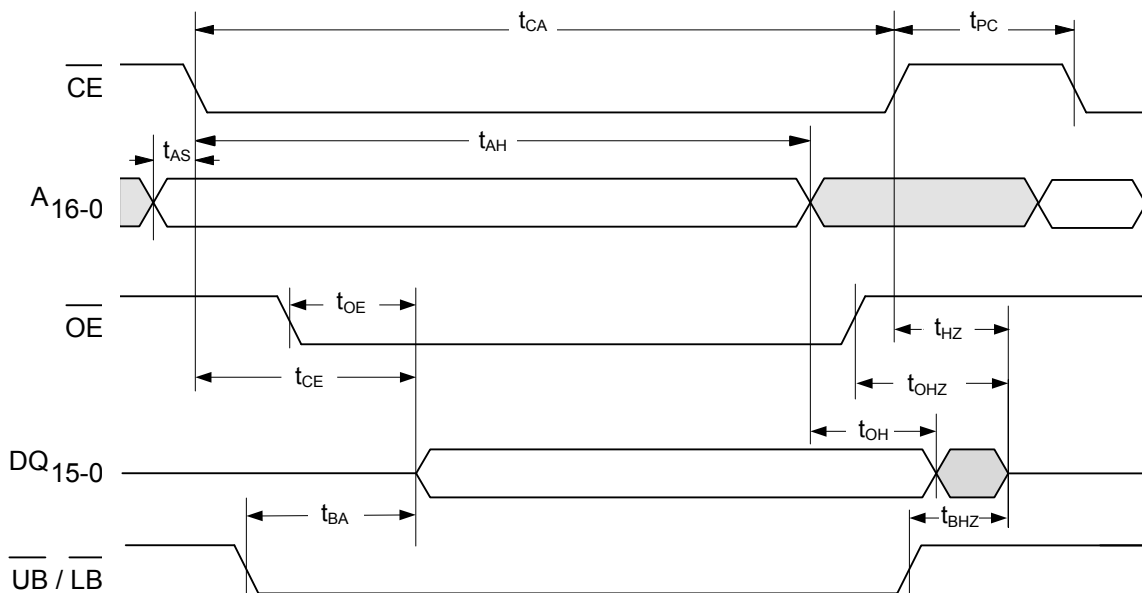 tCA
tPC
CE
tAH
tAS
A16-0
OE
tOE
tHZ
tCE
tOHZ
tOH
DQ15-0
tBA
tBHZ
UB / LB